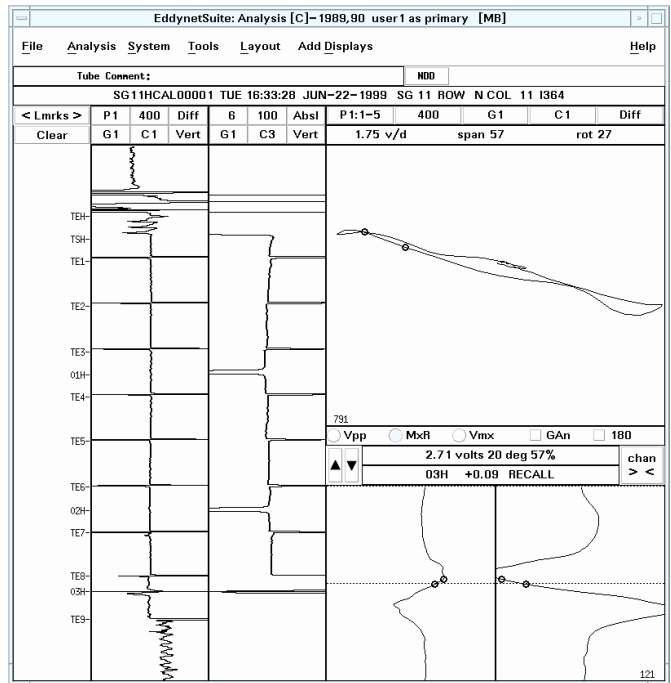 EddynetSuite: Analysis [C]-1989,90 user1 as primary [MB]
File Analysis System Tools Layout Add Displays Help
Tube Comment: NDD
SG11HCAL00001 TUE 16:33:28 JUN-22-1999 SG 11 ROW N COL 11 I364
< Lmrks > P1 400 Diff 6 100 Absl P1:1-5 400 G1 C1 Diff
Clear G1 C1 Vert G1 C3 Vert 1.75 v/d span 57 rot 27
TEH
TSH
TE1
TE2
TE3
01H
TE4
TE5
TE6
02H
TE7
TE8
03H
TE9
791
Vpp MxR Vmx GAn 180
2.71 volts 20 deg 57% chan
03H +0.09 RECALL > <
121